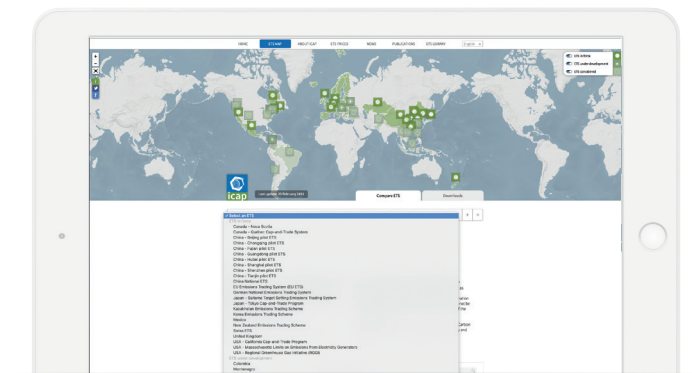 HOME ETS MAP ABOUT ICAP ETS PRICES NEWS PUBLICATIONS ETS LIBRARY English
ETS in force
ETS under development
ETS considered
icap
Last update: 10 February 2022
Compare ETS Downloads
Select an ETS
ETS in force
Canada - Nova Scotia
Canada - Québec Cap-and-Trade System
China - Beijing pilot ETS
China - Chongqing pilot ETS
China - Fujian pilot ETS
China - Guangdong pilot ETS
China - Hubei pilot ETS
China - Shanghai pilot ETS
China - Shenzhen pilot ETS
China - Tianjin pilot ETS
China National ETS
EU Emissions Trading System (EU ETS)
German National Emissions Trading System
Japan - Saitama Target Setting Emissions Trading System
Japan - Tokyo Cap-and-Trade Program
Kazakhstan Emissions Trading Scheme
Korea Emissions Trading Scheme
Mexico
New Zealand Emissions Trading Scheme
Swiss ETS
United Kingdom
USA - California Cap-and-Trade Program
USA - Massachusetts Limits on Emissions from Electricity Generators
USA - Regional Greenhouse Gas Initiative (RGGI)
ETS under development
Colombia
Montenegro